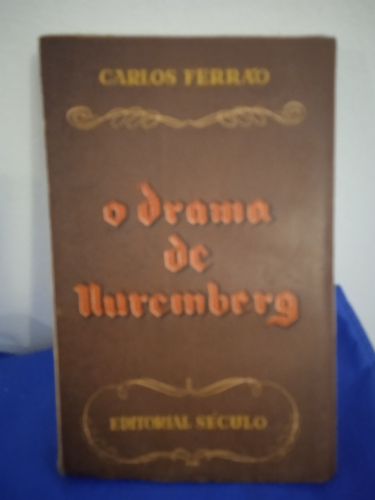 CARLOS FERRÃO
o drama
de
Nuremberg
EDITORIAL SÉCULO